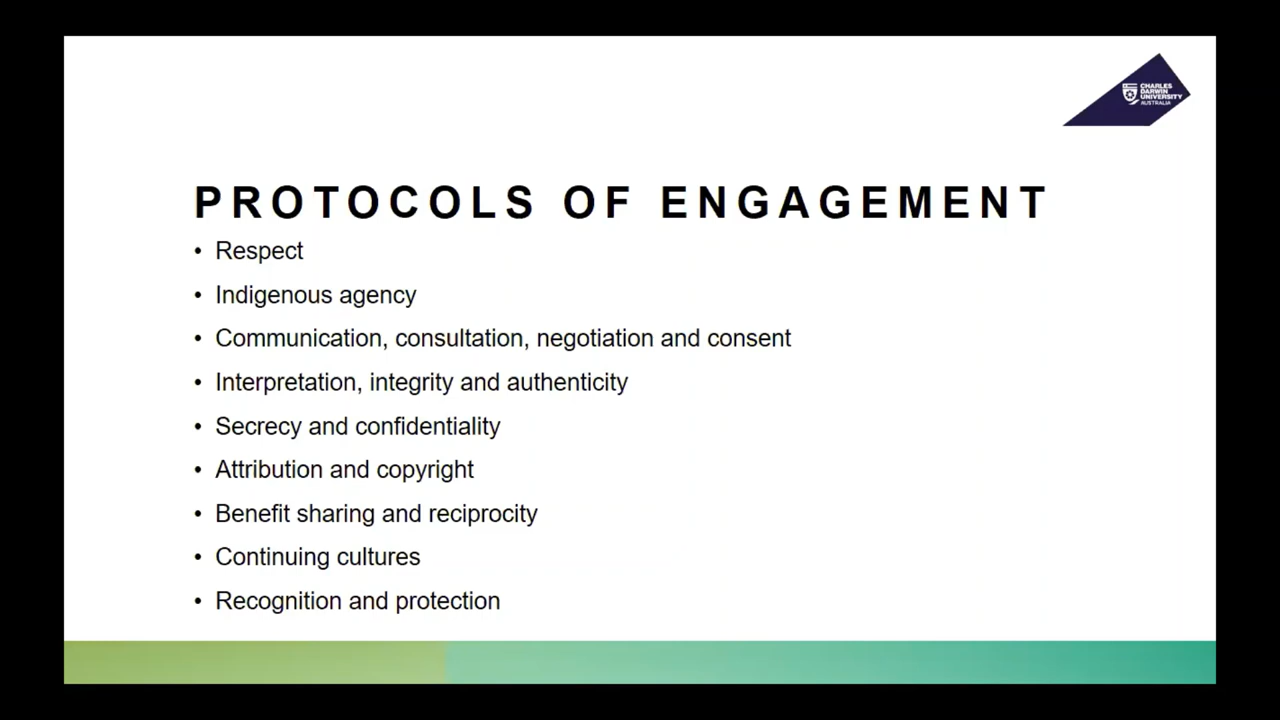 CHARLES
DARWIN
UNIVERSITY
AUSTRALIA
PROTOCOLS OF ENGAGEMENT
• Respect
• Indigenous agency
• Communication, consultation, negotiation and consent
• Interpretation, integrity and authenticity
• Secrecy and confidentiality
• Attribution and copyright
• Benefit sharing and reciprocity
• Continuing cultures
• Recognition and protection